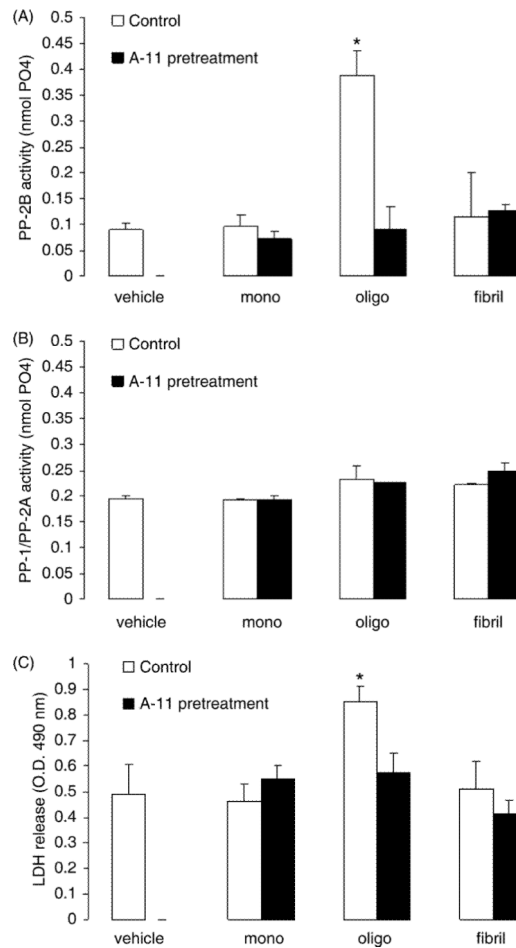 (A)
PP-2B activity (nmol PO4)
0.5
0.45
0.4
0.35
0.3
0.25
0.2
0.15
0.1
0.05
0
Control
A-11 pretreatment
*
vehicle mono oligo fibril
(B)
PP-1/PP-2A activity (nmol PO4)
0.5
0.45
0.4
0.35
0.3
0.25
0.2
0.15
0.1
0.05
0
Control
A-11 pretreatment
vehicle mono oligo fibril
(C)
LDH release (O.D. 490 nm)
1
0.9
0.8
0.7
0.6
0.5
0.4
0.3
0.2
0.1
0
Control
A-11 pretreatment
*
vehicle mono oligo fibril